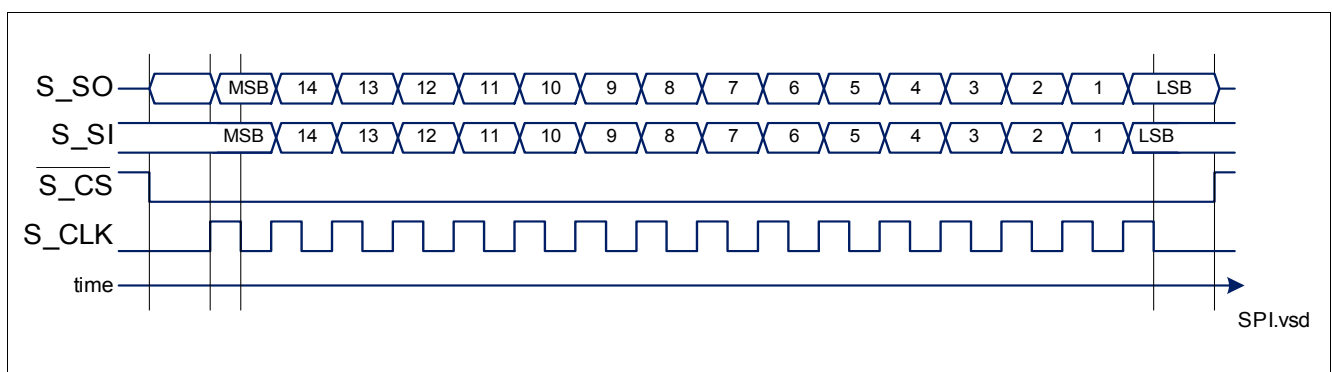 S_SO MSB 14 13 12 11 10 9 8 7 6 5 4 3 2 1 LSB
S_SI MSB 14 13 12 11 10 9 8 7 6 5 4 3 2 1 LSB
S_CS
S_CLK
time
SPI.vsd